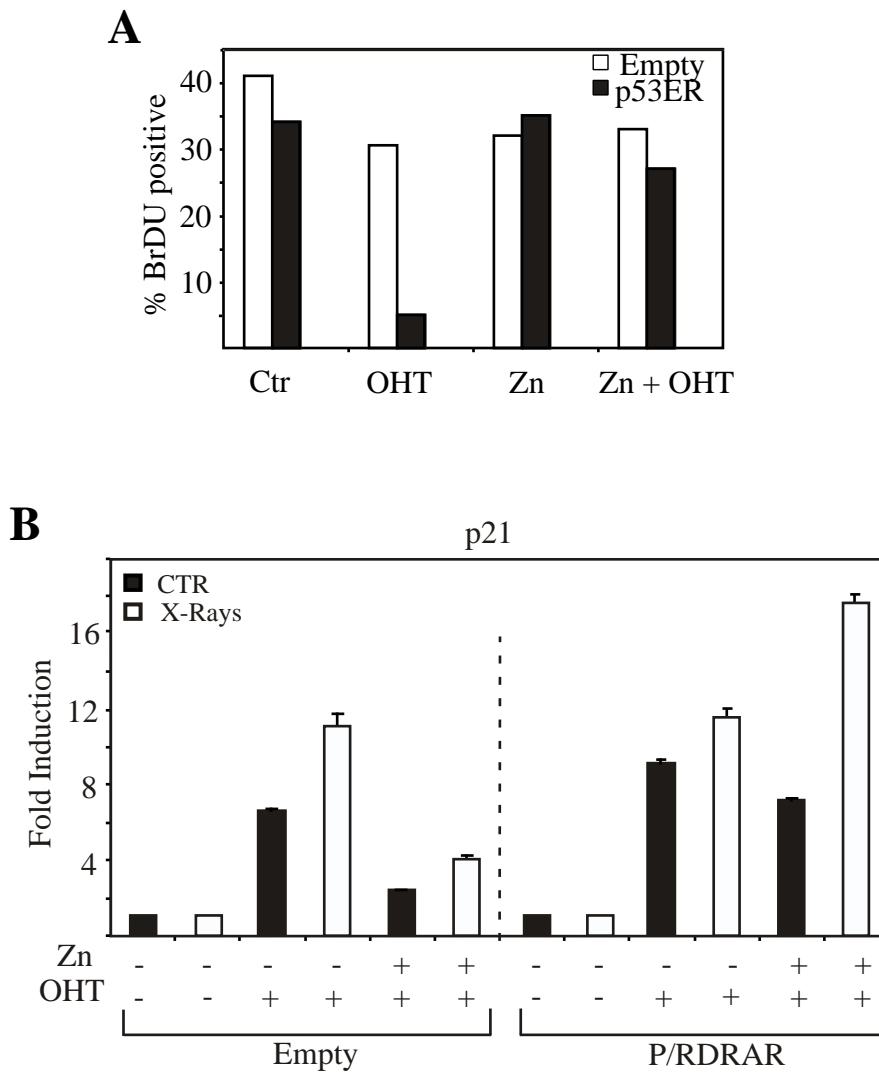 A
% BrDU positive
40
30
20
10
Empty
p53ER
Ctr OHT Zn Zn + OHT
B
p21
Fold Induction
CTR
X-Rays
16
12
8
4
Zn - - - - + + - - - - + +
OHT - - + + + + - - + + + +
Empty P/RDRAR